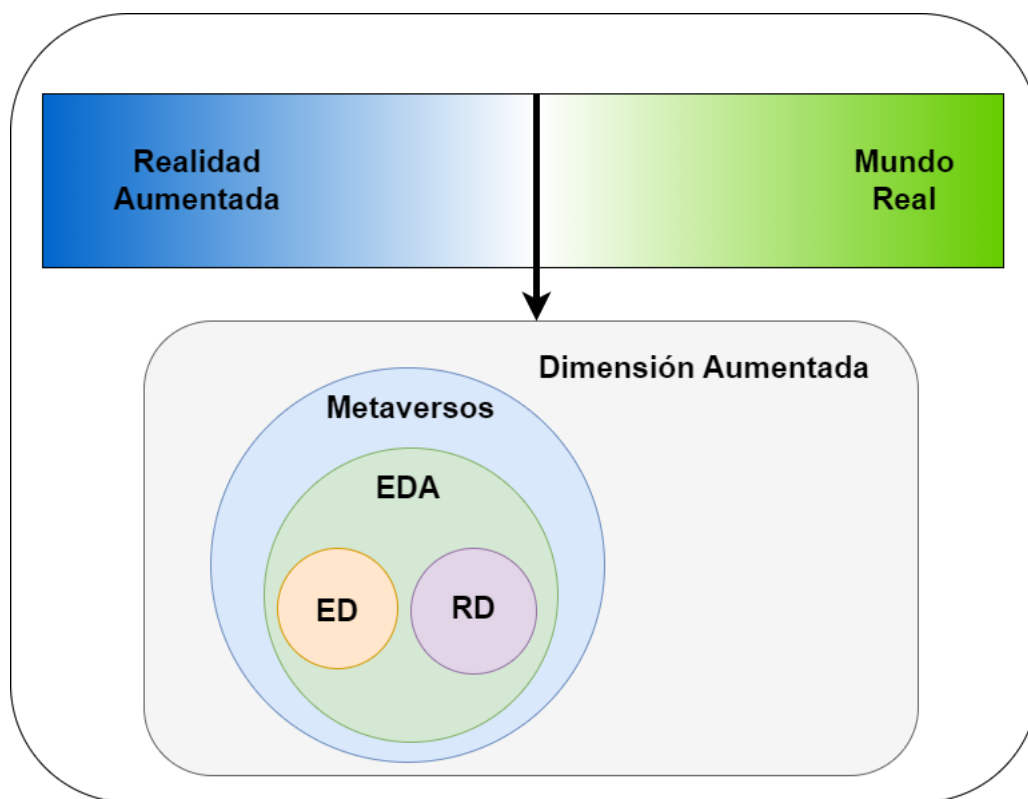 Realidad
Aumentada
Mundo
Real
Dimensión Aumentada
Metaversos
EDA
ED
RD